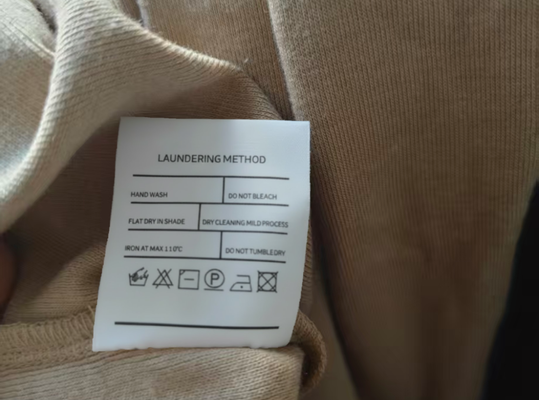 LAUNDERING METHOD
HAND WASH DO NOT BLEACH
FLAT DRY IN SHADE DRY CLEANING MILD PROCESS
IRON AT MAX 110°C DO NOT TUMBLE DRY
P